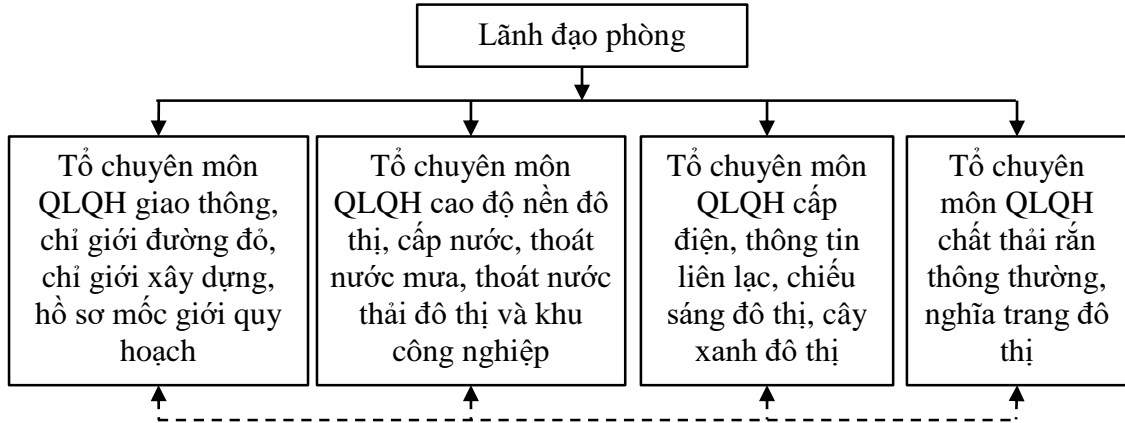 Lãnh đạo phòng
Tổ chuyên môn
QLQH giao thông,
chỉ giới đường đỏ,
chỉ giới xây dựng,
hồ sơ mốc giới quy
hoạch
Tổ chuyên môn
QLQH cao độ nền đô
thị, cấp nước, thoát
nước mưa, thoát nước
thải đô thị và khu
công nghiệp
Tổ chuyên môn
QLQH cấp
điện, thông tin
liên lạc, chiếu
sáng đô thị, cây
xanh đô thị
Tổ chuyên
môn QLQH
chất thải rắn
thông thường,
nghĩa trang đô
thị